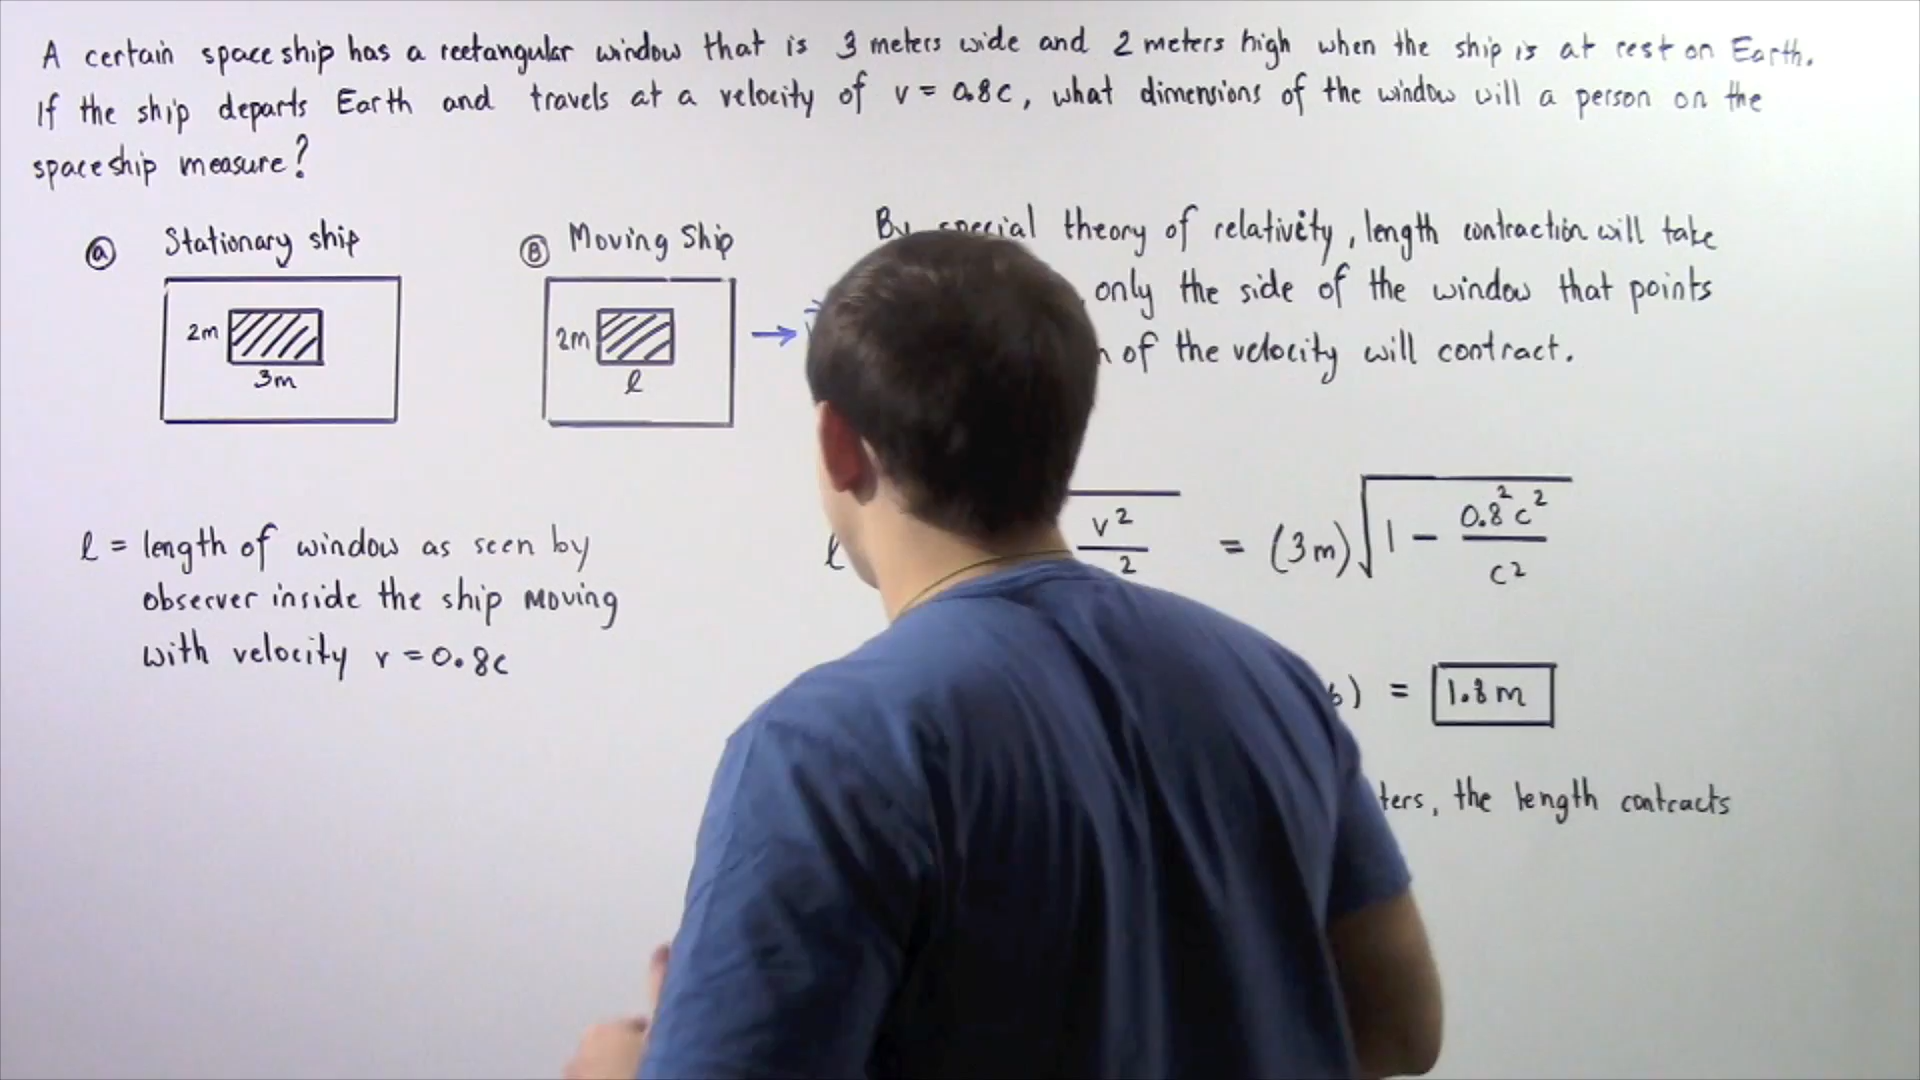 A certain space ship has a rectangular window that is 3 meters wide and 2 meters high when the ship is at rest on Earth.
If the ship departs Earth and travels at a velocity of v = 0.8c, what dimensions of the window will a person on the
spaceship measure?
ⓐ Stationary ship
2m
3m
Ⓑ Moving Ship
2m
l
By special theory of relativity, length contraction will take
only the side of the window that points
of the velocity will contract.
l = length of window as seen by
observer inside the ship moving
with velocity v = 0.8c
l v² / ² = (3m)√(1 - 0.8²c² / c²)
) = 1.8m
the length contracts